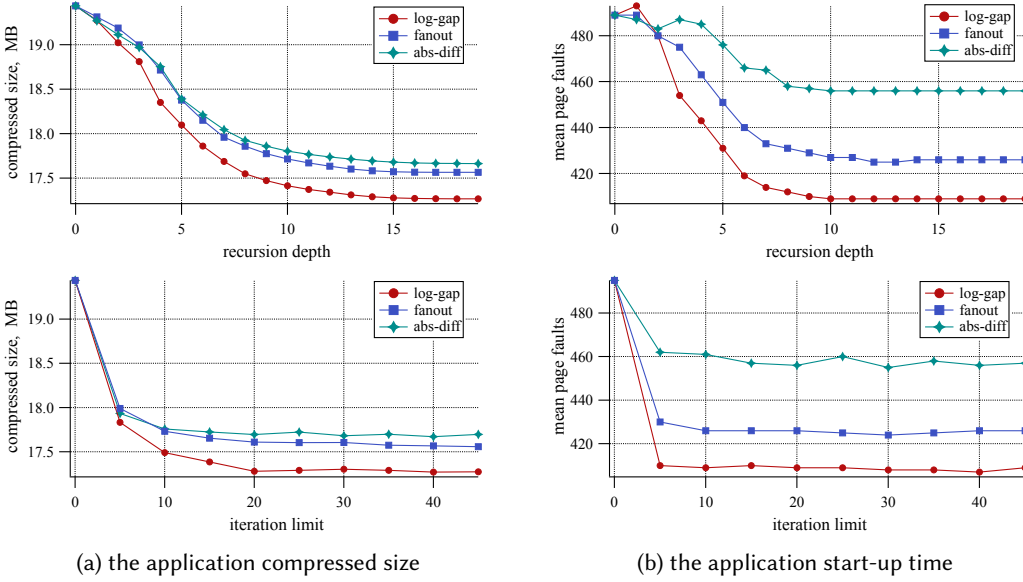 compressed size, MB
19.0
18.5
18.0
17.5
log-gap
fanout
abs-diff
0
5
10
15
recursion depth
mean page faults
480
460
440
420
log-gap
fanout
abs-diff
0
5
10
15
recursion depth
compressed size, MB
19.0
18.5
18.0
17.5
log-gap
fanout
abs-diff
0
10
20
30
40
iteration limit
mean page faults
480
460
440
420
log-gap
fanout
abs-diff
0
10
20
30
40
iteration limit
(a) the application compressed size
(b) the application start-up time